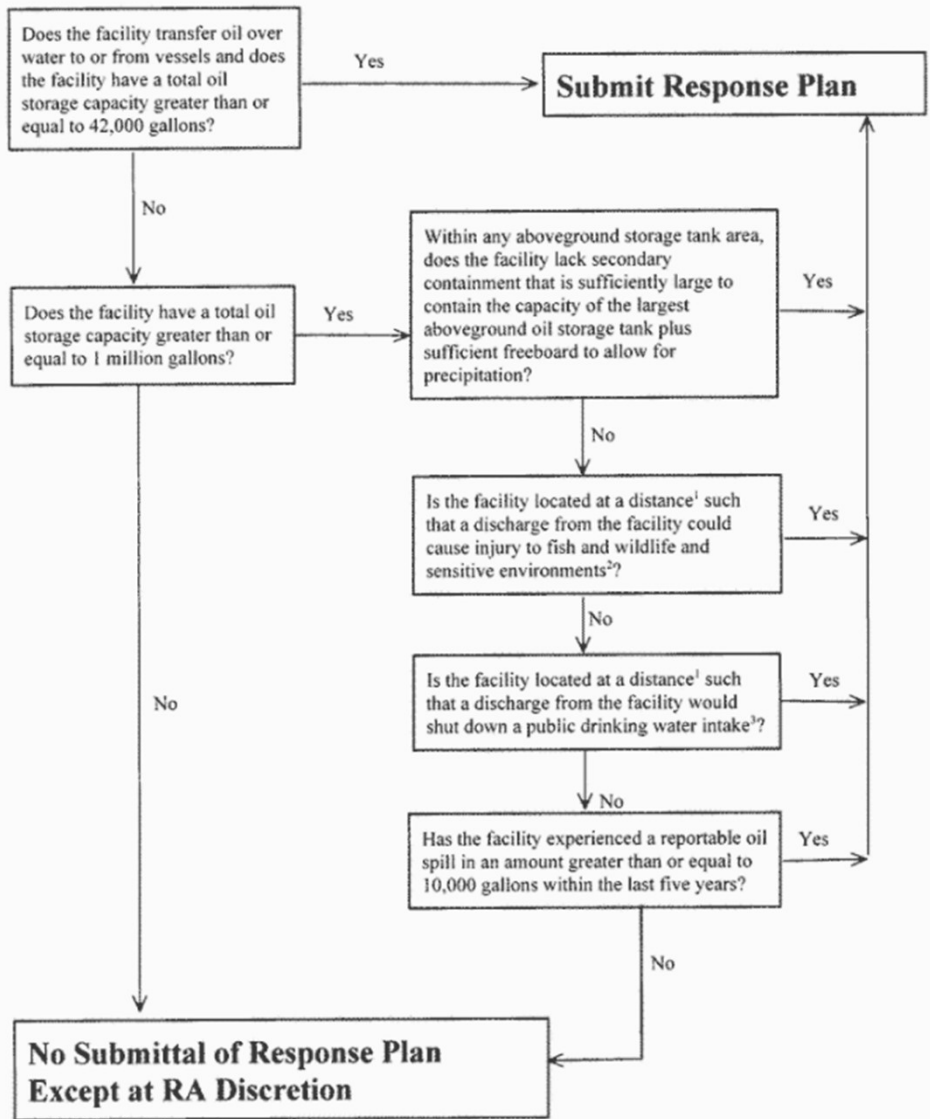 Does the facility transfer oil over
water to or from vessels and does
the facility have a total oil
storage capacity greater than or
equal to 42,000 gallons?
Yes
Submit Response Plan
No
Does the facility have a total oil
storage capacity greater than or
equal to 1 million gallons?
Yes
Within any aboveground storage tank area,
does the facility lack secondary
containment that is sufficiently large to
contain the capacity of the largest
aboveground oil storage tank plus
sufficient freeboard to allow for
precipitation?
Yes
No
Is the facility located at a distance¹ such
that a discharge from the facility could
cause injury to fish and wildlife and
sensitive environments²?
Yes
No
Is the facility located at a distance¹ such
that a discharge from the facility would
shut down a public drinking water intake³?
Yes
No
No
Has the facility experienced a reportable oil
spill in an amount greater than or equal to
10,000 gallons within the last five years?
Yes
No
No Submittal of Response Plan
Except at RA Discretion